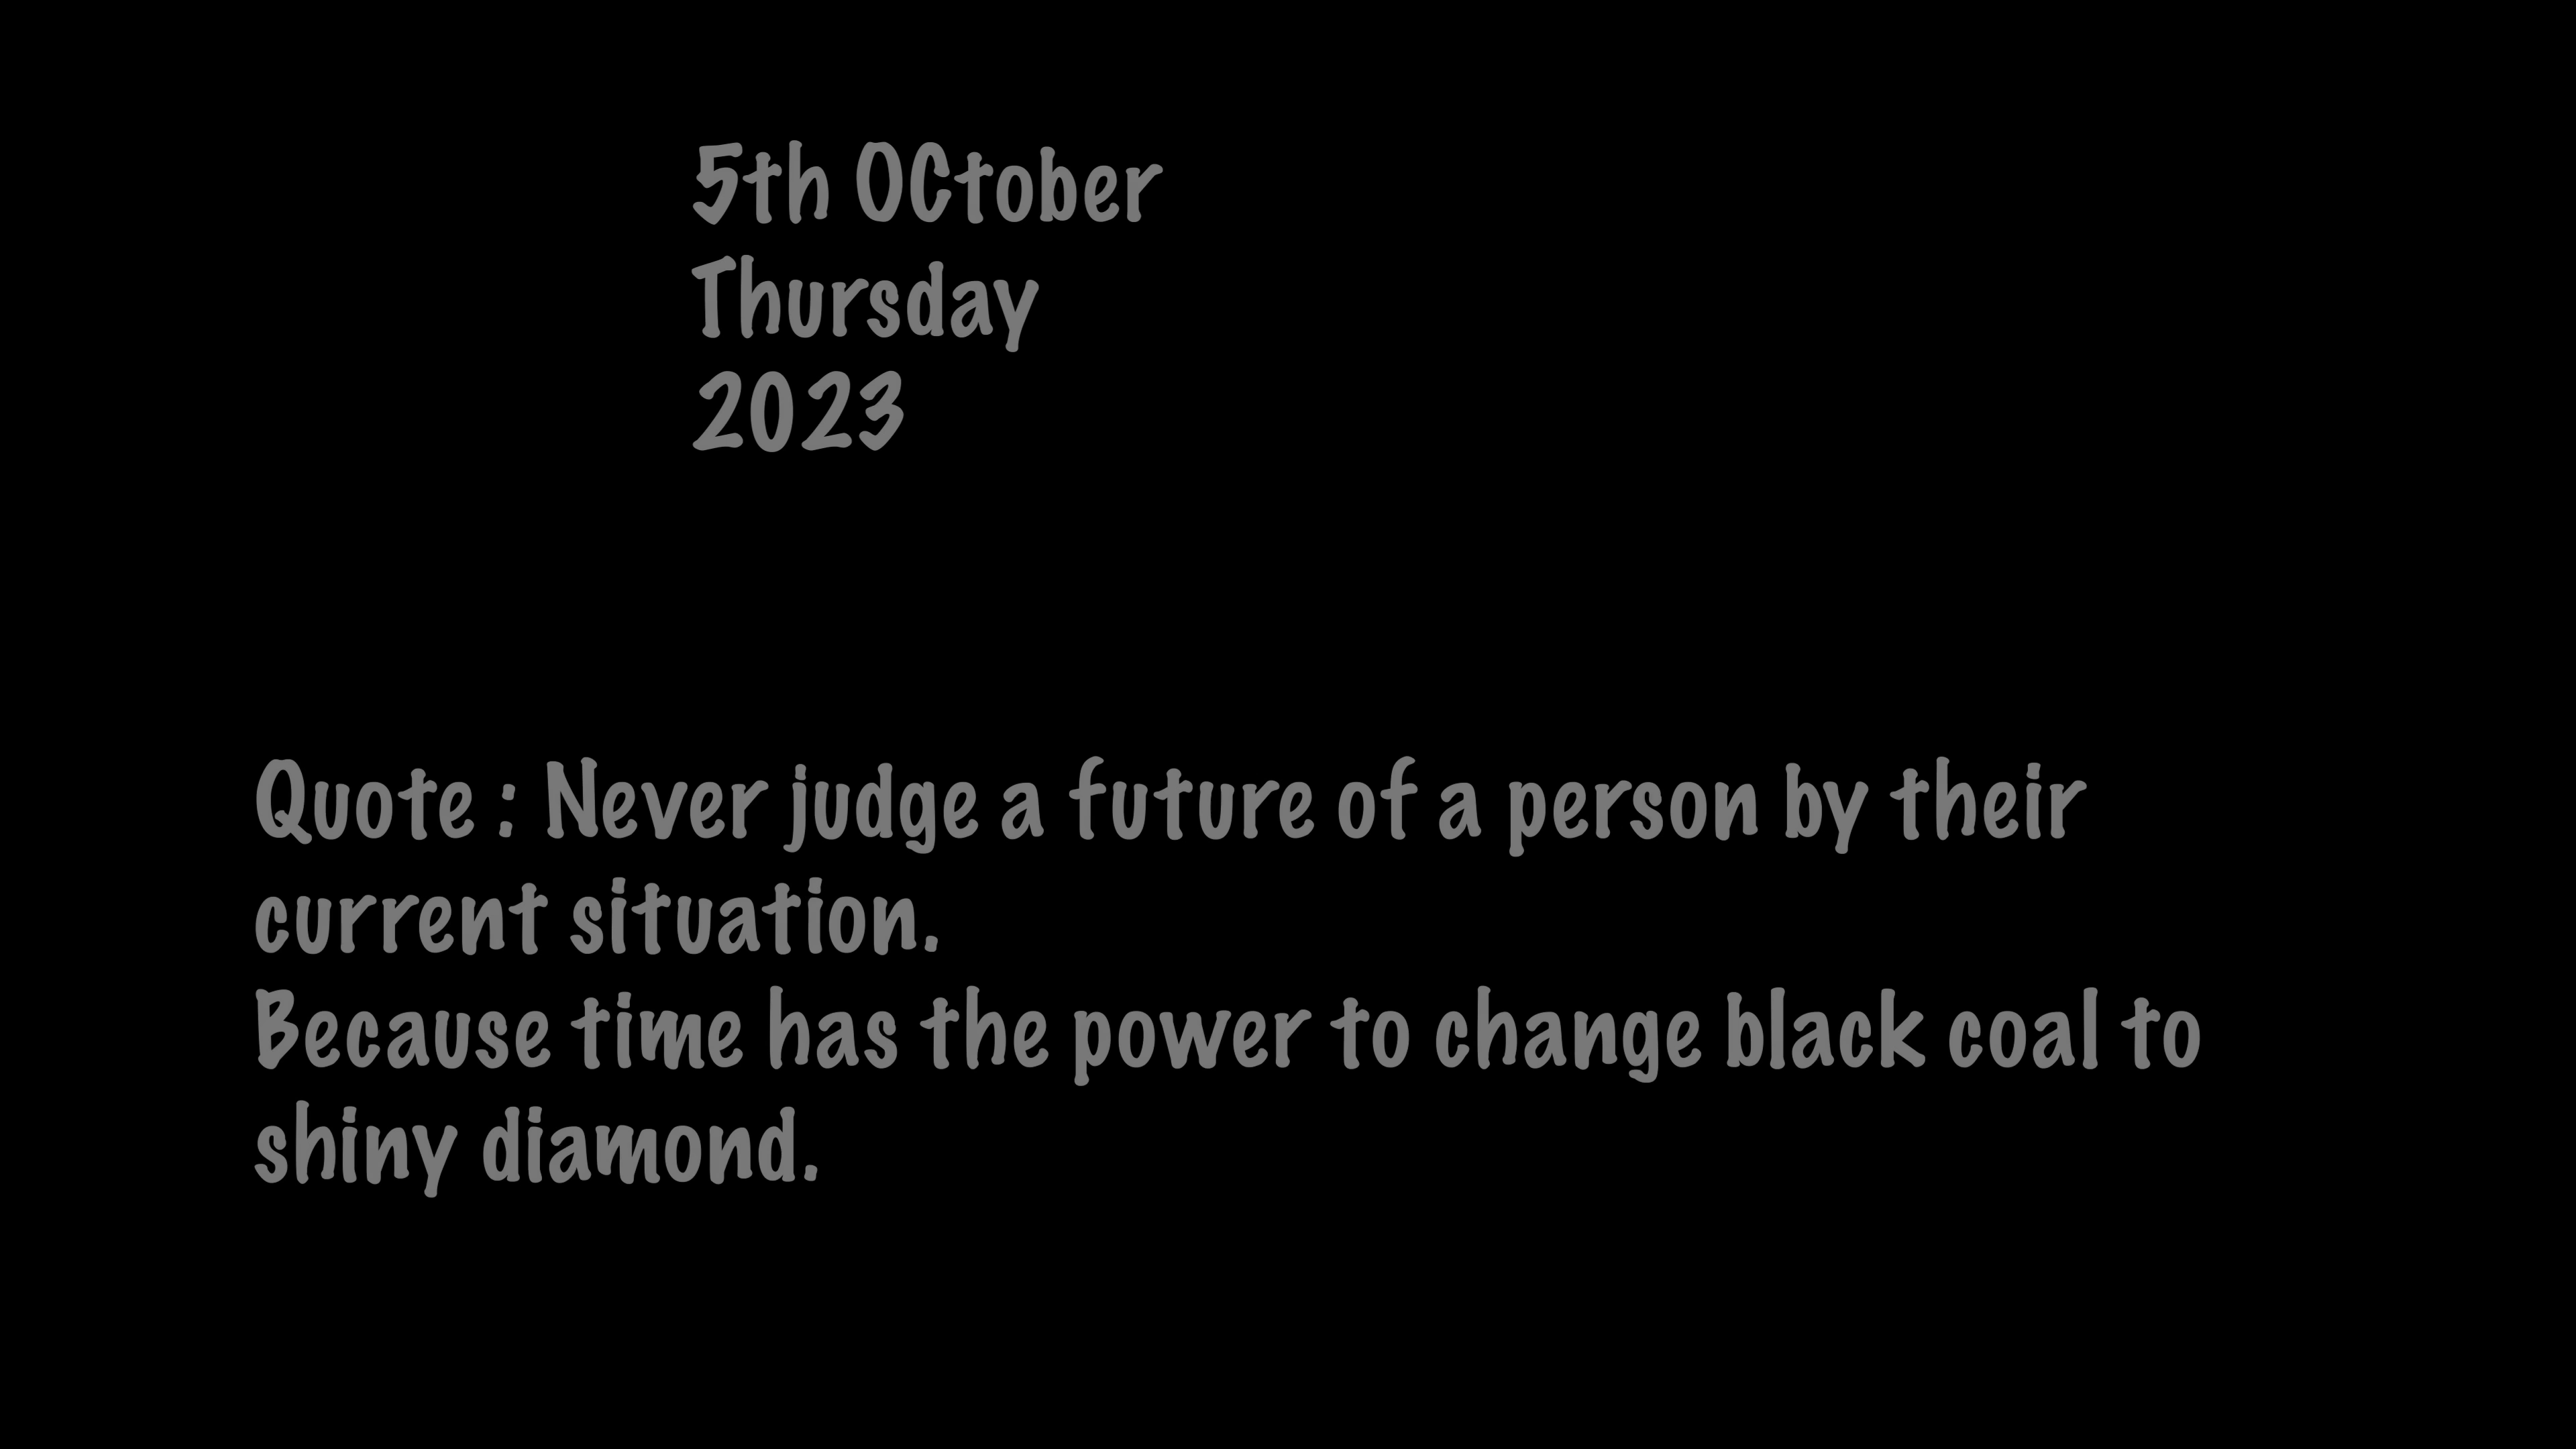 5th OCtober
Thursday
2023
Quote : Never judge a future of a person by their
current situation.
Because time has the power to change black coal to
shiny diamond.